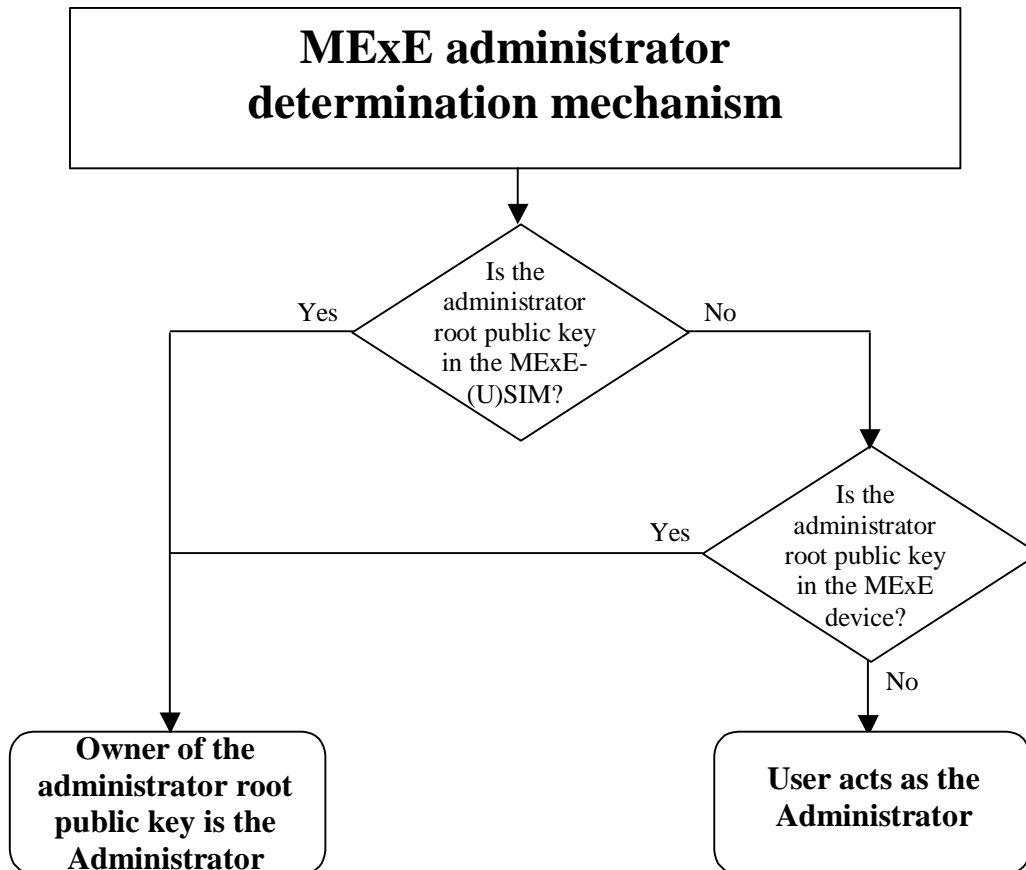 MExE administrator
determination mechanism
Is the
administrator
root public key
in the MExE-
(U)SIM?
Yes
No
Is the
administrator
root public key
in the MExE
device?
Yes
No
Owner of the
administrator root
public key is the
Administrator
User acts as the
Administrator